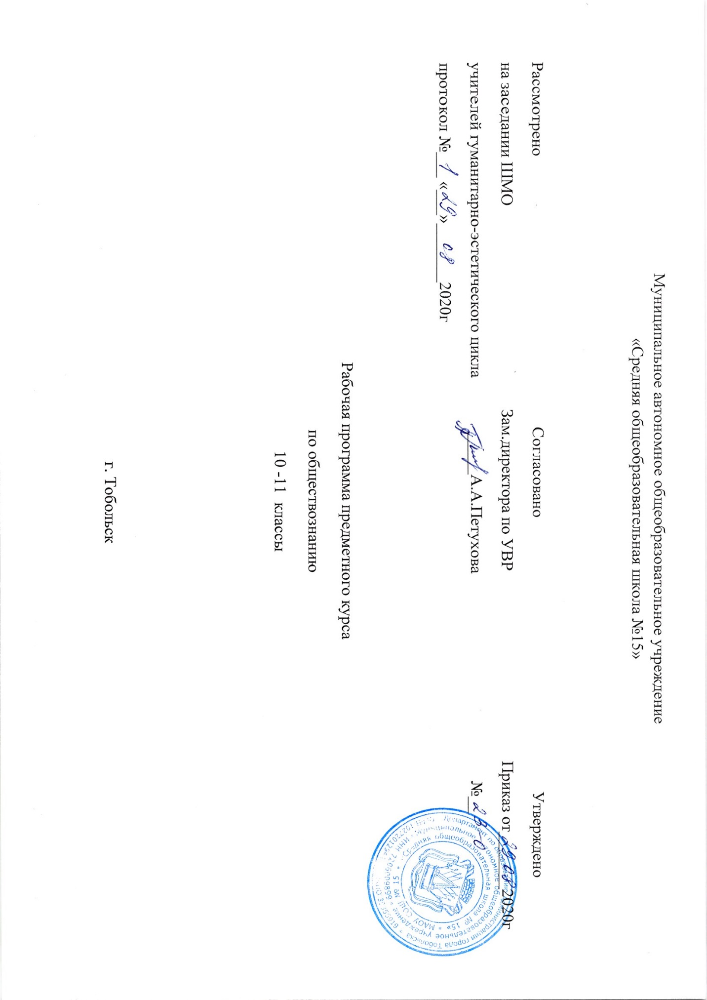 Муниципальное автономное общеобразовательное учреждение
«Средняя общеобразовательная школа №15»
Рассмотрено
на заседании ШМО
учителей гуманитарно-эстетического цикла
протокол № 1 «29» 08 2020г
Согласовано
Зам.директора по УВР
А.А.Петухова
Утверждено
Приказ от 29 08 2020г
№
Рабочая программа предметного курса
по обществознанию
10 -11 классы
г. Тобольск
Департамент по образованию администрации города Тобольска
Муниципальное автономное общеобразовательное учреждение
«Средняя общеобразовательная школа № 15» * МАОУ СОШ № 15 *